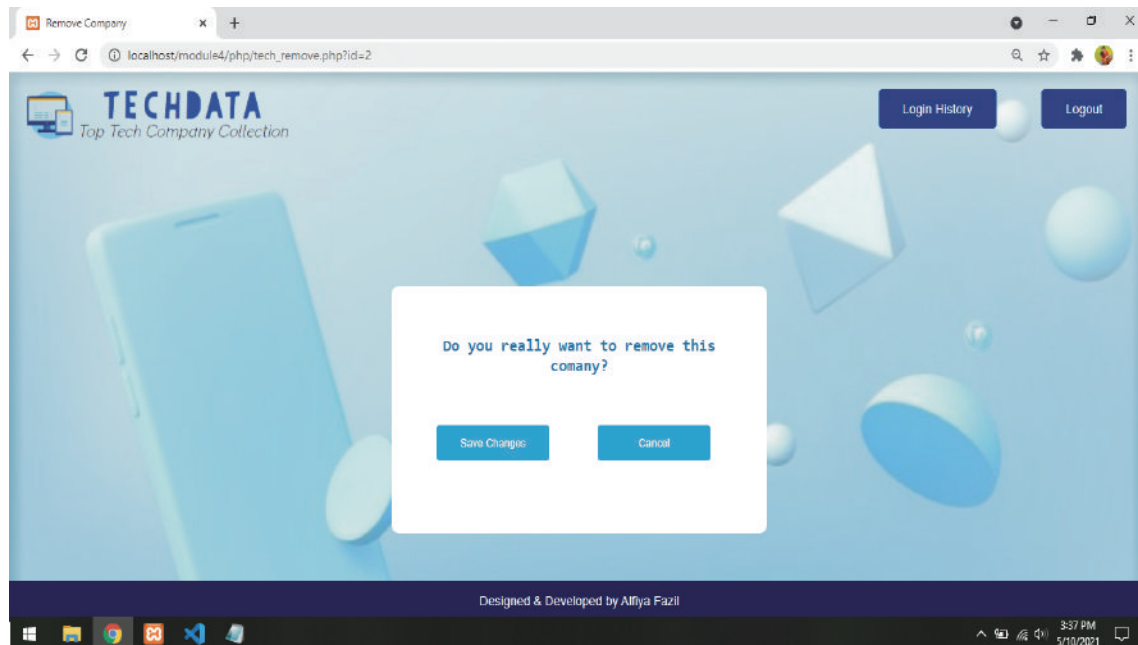 Remove Company
localhost/module4/php/tech_remove.php?id=2
TECHDATA
Top Tech Company Collection
Login History
Logout
Do you really want to remove this
comany?
Save Changes
Cancel
Designed & Developed by Alfiya Fazil
3:37 PM
5/10/2021